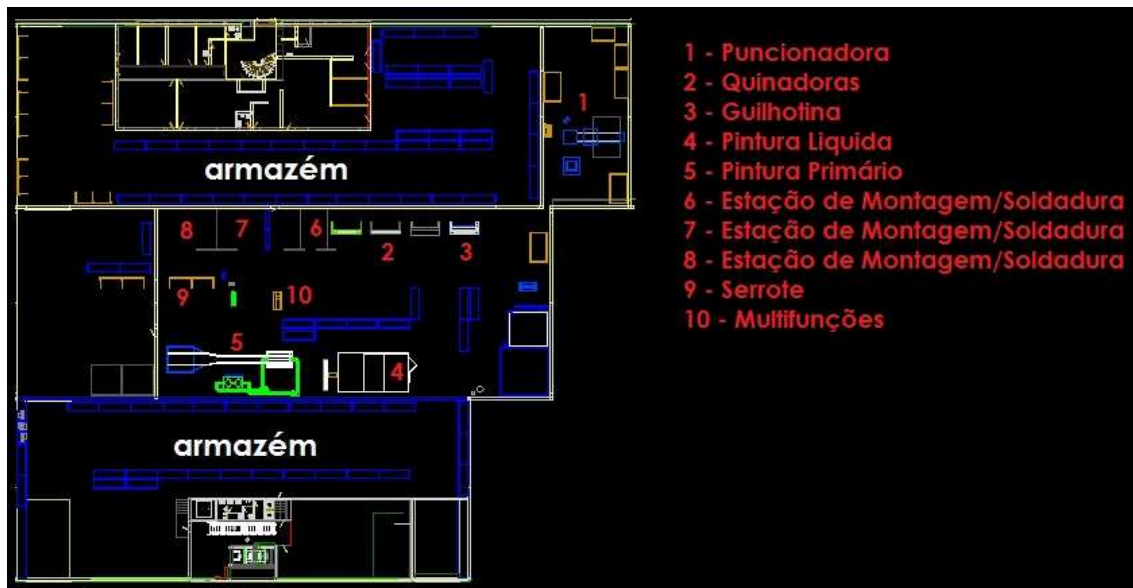 1
1 - Puncionadora
2 - Quinadoras
3 - Guilhotina
4 - Pintura Liquida
5 - Pintura Primário
6 - Estação de Montagem/Soldadura
7 - Estação de Montagem/Soldadura
8 - Estação de Montagem/Soldadura
9 - Serrote
10 - Multifunções
armazém
8 7 6 2 3
9 10
5 4
armazém